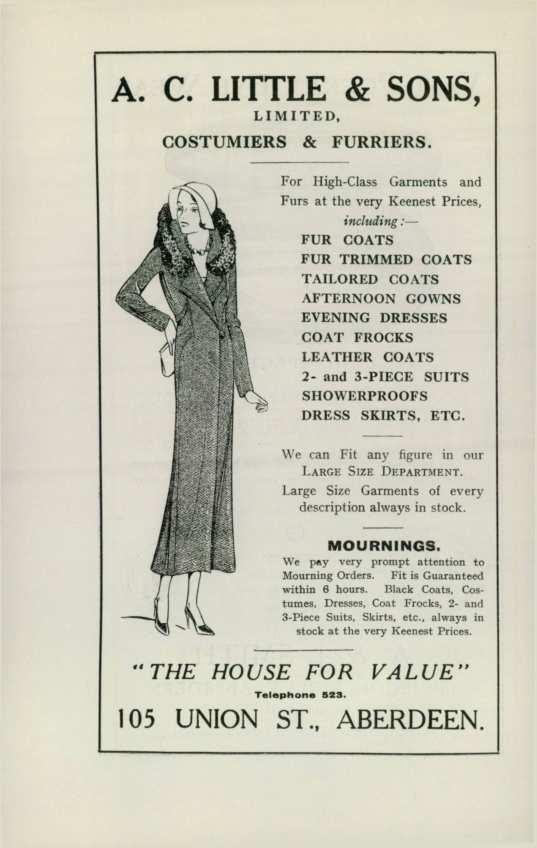 A. C. LITTLE & SONS,
LIMITED,
COSTUMIERS & FURRIERS.
For High-Class Garments and
Furs at the very Keenest Prices,
including :—
FUR COATS
FUR TRIMMED COATS
TAILORED COATS
AFTERNOON GOWNS
EVENING DRESSES
COAT FROCKS
LEATHER COATS
2- and 3-PIECE SUITS
SHOWERPROOFS
DRESS SKIRTS, ETC.
We can Fit any figure in our
LARGE SIZE DEPARTMENT.
Large Size Garments of every
description always in stock.
MOURNINGS.
We pay very prompt attention to
Mourning Orders. Fit is Guaranteed
within 6 hours. Black Coats, Cos-
tumes, Dresses, Coat Frocks, 2- and
3-Piece Suits, Skirts, etc., always in
stock at the very Keenest Prices.
"THE HOUSE FOR VALUE"
Telephone 523.
105 UNION ST., ABERDEEN.